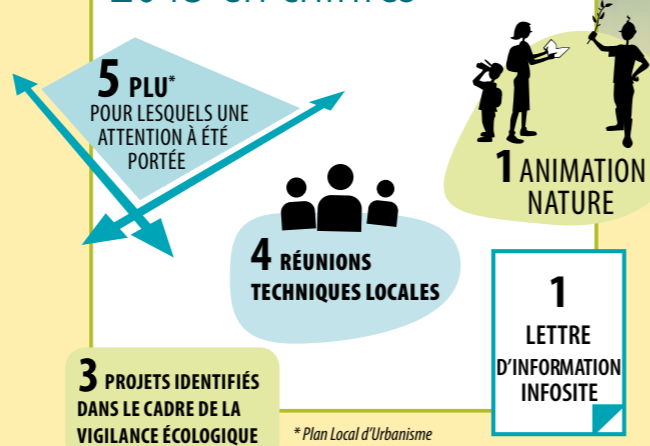 5 PLU*
POUR LESQUELS UNE
ATTENTION À ÉTÉ
PORTÉE
1 ANIMATION
NATURE
4 RÉUNIONS
TECHNIQUES LOCALES
1
LETTRE
D'INFORMATION
INFOSITE
3 PROJETS IDENTIFIÉS
DANS LE CADRE DE LA
VIGILANCE ÉCOLOGIQUE
* Plan Local d'Urbanisme